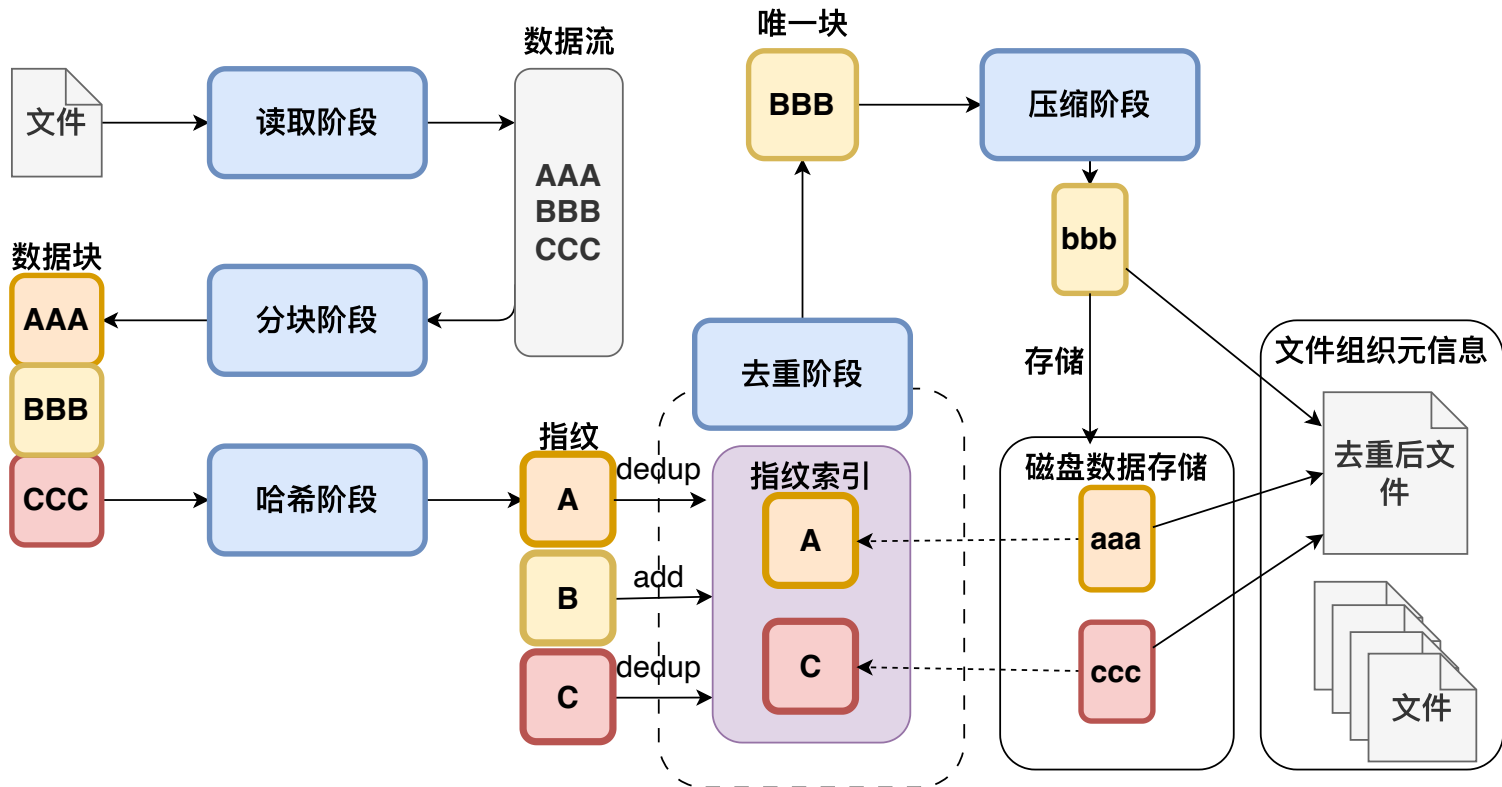 文件
读取阶段
数据流
AAA
BBB
CCC
数据块
AAA
BBB
CCC
分块阶段
哈希阶段
指纹
A
B
C
dedup
add
dedup
去重阶段
指纹索引
A
C
唯一块
BBB
压缩阶段
bbb
存储
磁盘数据存储
aaa
ccc
文件组织元信息
去重后文
件
文件